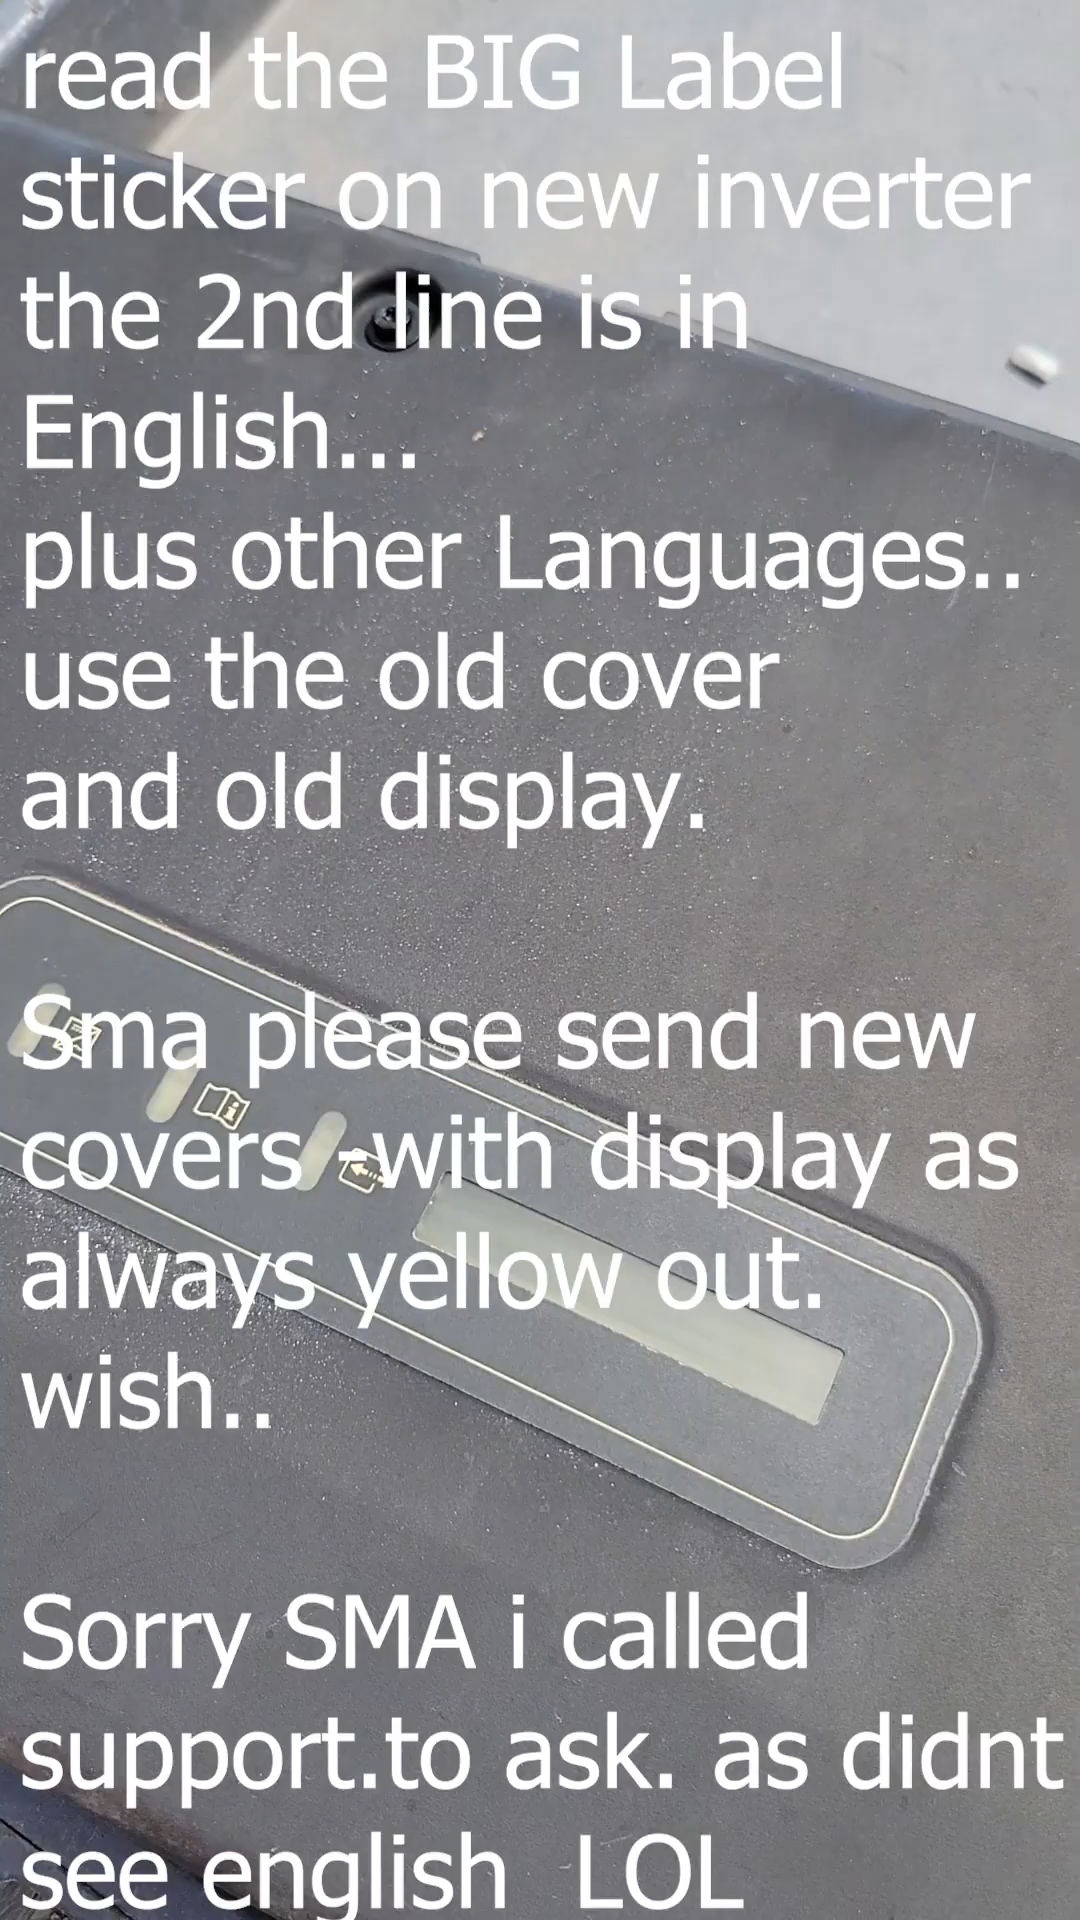 read the BIG Label
sticker on new inverter
the 2nd line is in
English...
plus other Languages..
use the old cover
and old display.
Sma please send new
covers -with display as
always yellow out.
wish..
Sorry SMA i called
support.to ask. as didnt
see english  LOL